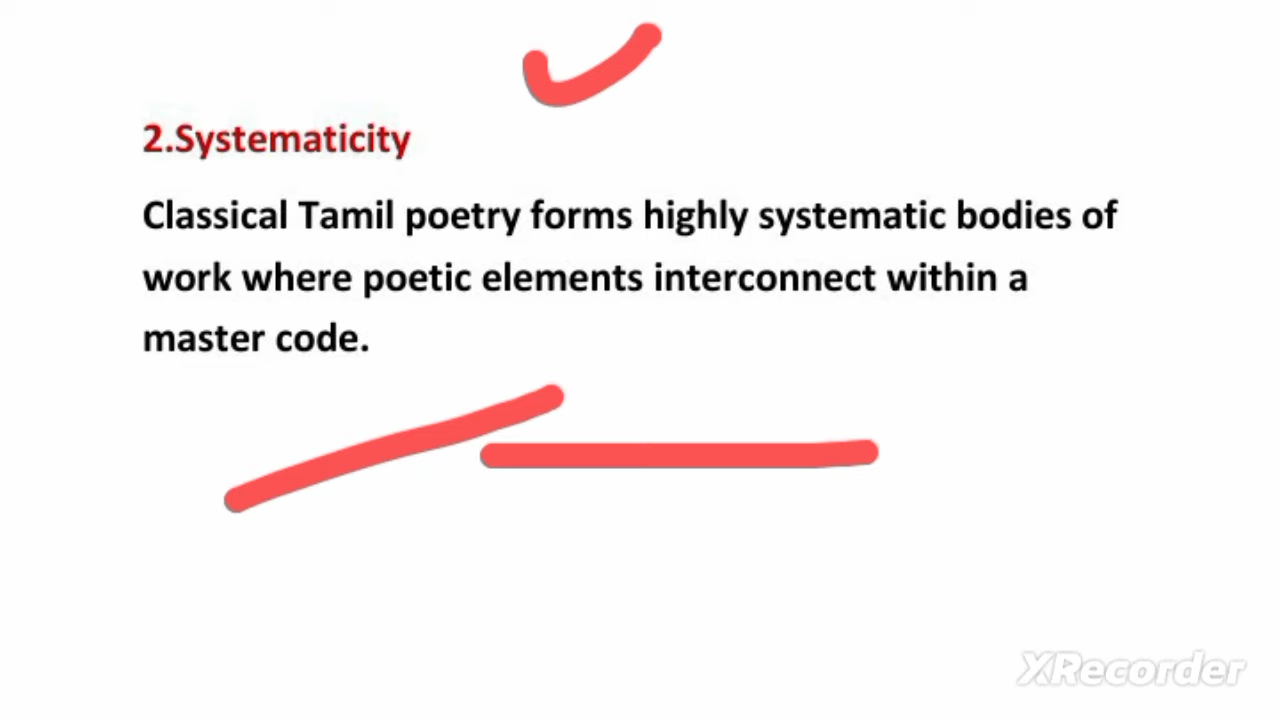 2.Systematicity
Classical Tamil poetry forms highly systematic bodies of
work where poetic elements interconnect within a
master code.
XRecorder